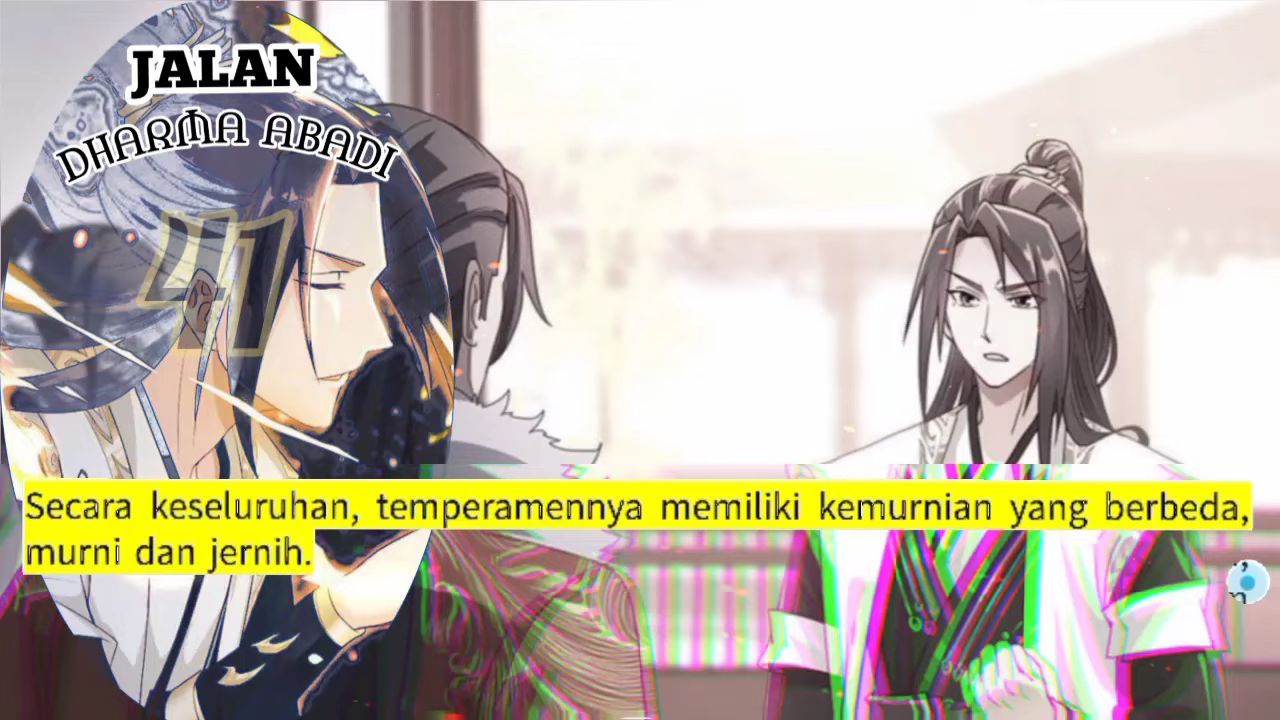 JALAN
DHARMA ABADI
41
Secara keseluruhan, temperamennya memiliki kemurnian yang berbeda,
murni dan jernih.